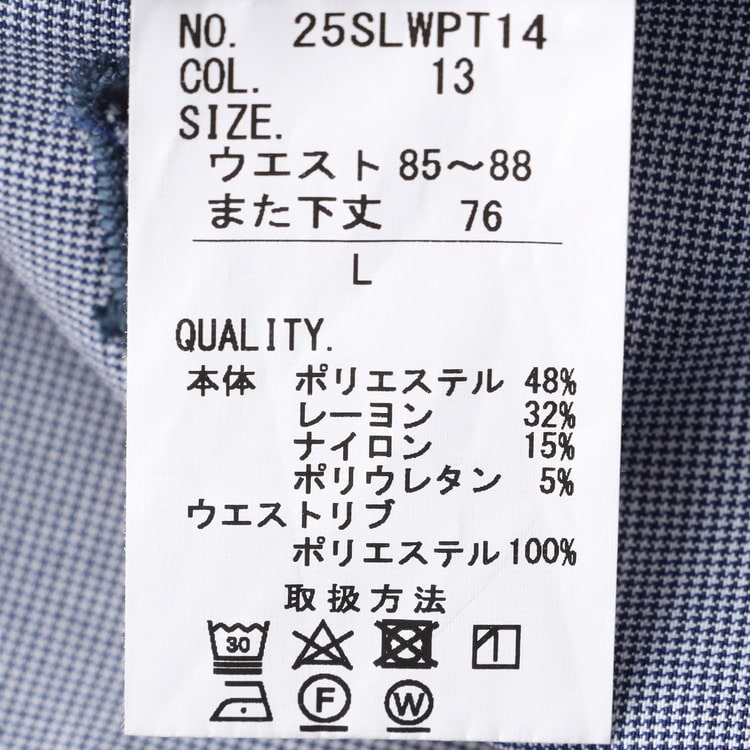 NO. 25SLWPT14
COL. 13
SIZE.
ウエスト 85～88
また下丈 76
L
QUALITY.
本体 ポリエステル 48%
レーヨン 32%
ナイロン 15%
ポリウレタン 5%
ウエストリブ
ポリエステル 100%
取扱方法
30
F W